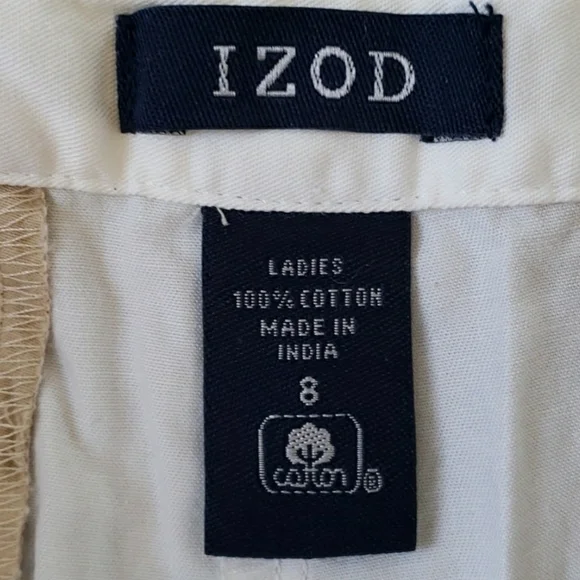 IZOD
LADIES
100% COTTON
MADE IN
INDIA
8
cotton
®